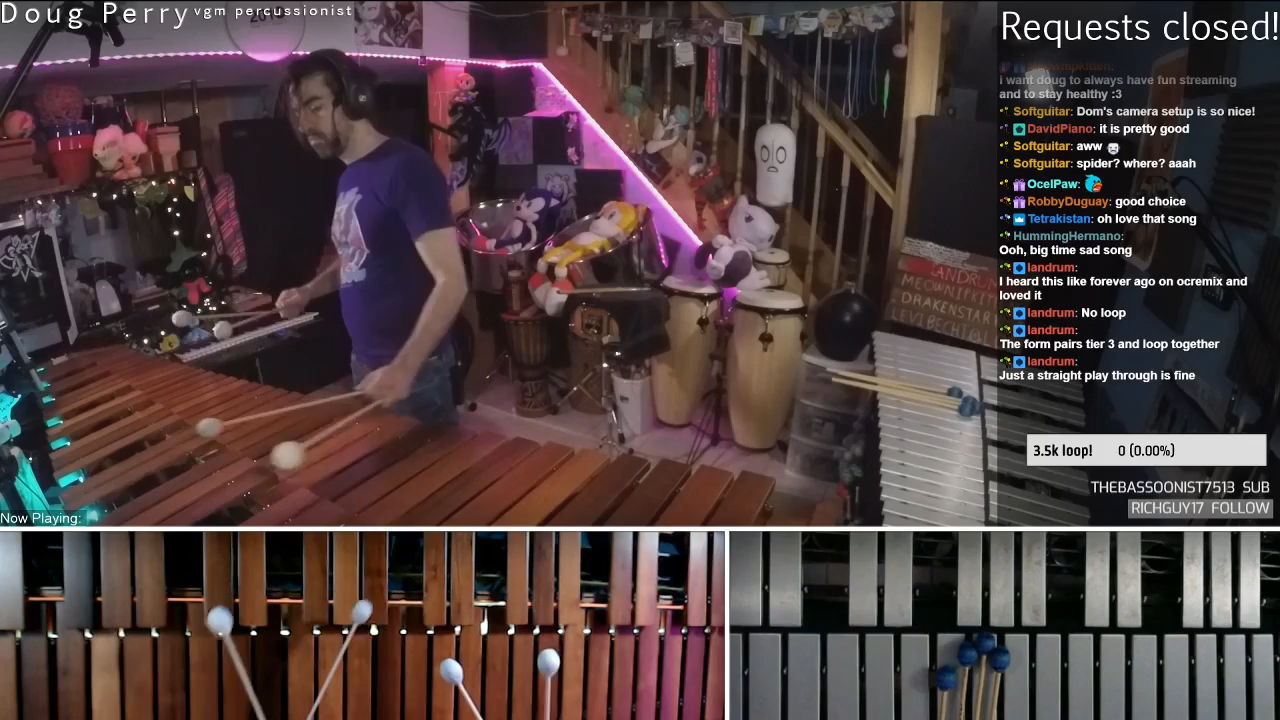 Doug Perry vgm percussionist
Requests closed!
I want doug to always have fun streaming
and to stay healthy :3
Softguitar: Dom's camera setup is so nice!
DavidPiano: it is pretty good
Softguitar: aww
Softguitar: spider? where? aaah
OcelPaw:
RobbyDuguay: good choice
Tetrakistan: oh love that song
HummingHermano:
Ooh, big time sad song
landrum:
I heard this like forever ago on ocremix and
loved it
landrum: No loop
landrum:
The form pairs tier 3 and loop together
landrum:
Just a straight play through is fine
3.5k loop! 0 (0.00%)
THEBASSOONIST7513 SUB
RICHGUY17 FOLLOW
Now Playing:
LANDRUM